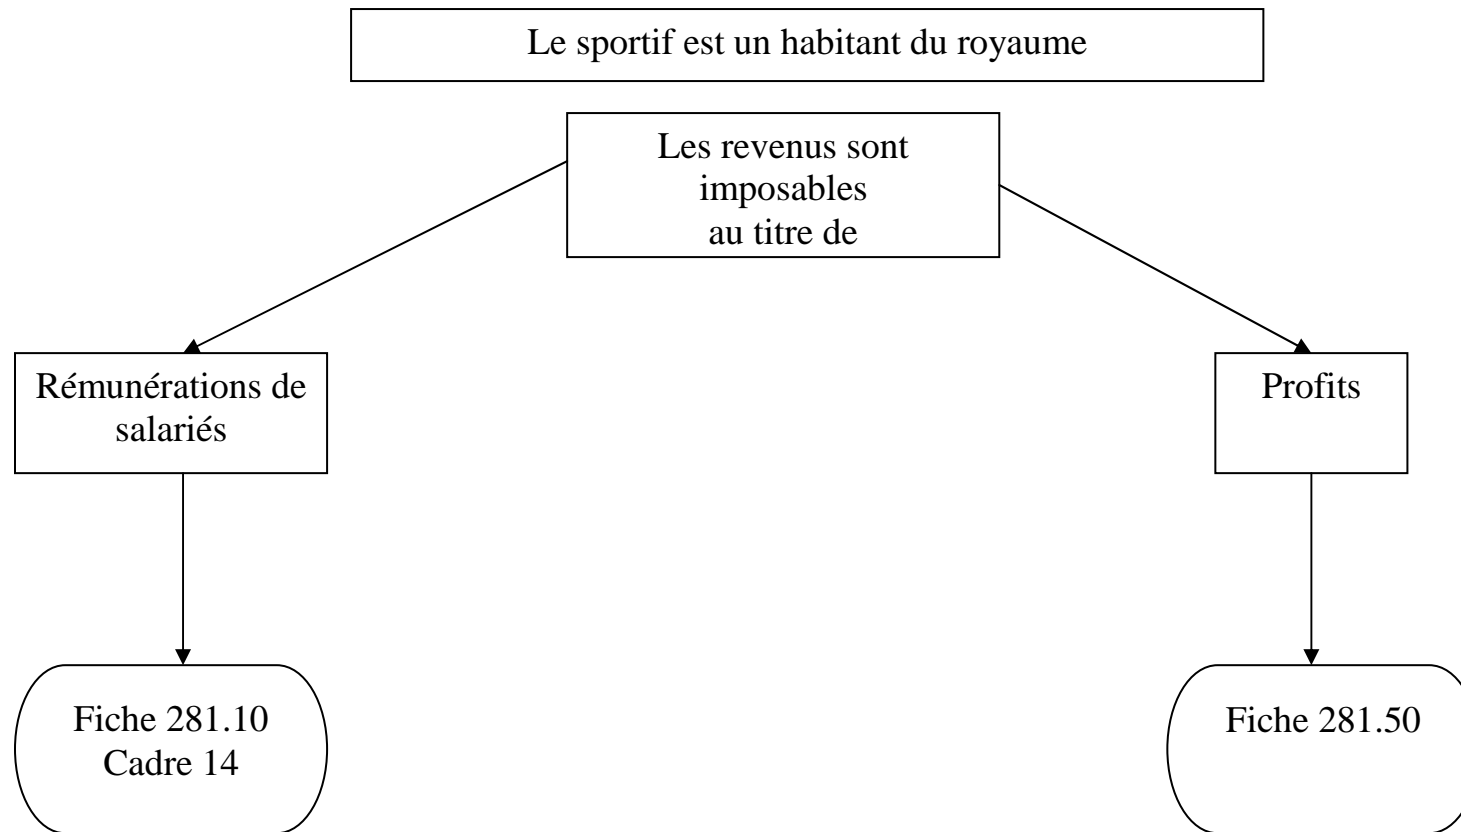 Le sportif est un habitant du royaume
Les revenus sont
imposables
au titre de
Rémunérations de
salariés
Profits
Fiche 281.10
Cadre 14
Fiche 281.50